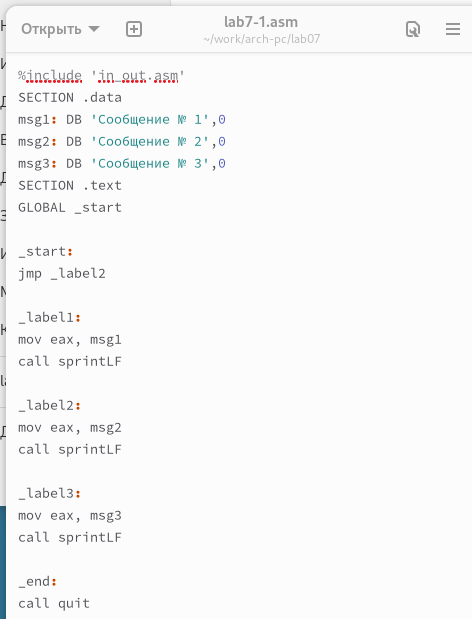 Открыть
lab7-1.asm
~/work/arch-pc/lab07
%include 'in_out.asm'
SECTION .data
msg1: DB 'Сообщение № 1',0
msg2: DB 'Сообщение № 2',0
msg3: DB 'Сообщение № 3',0
SECTION .text
GLOBAL _start
_start:
jmp _label2
_label1:
mov eax, msg1
call sprintLF
_label2:
mov eax, msg2
call sprintLF
_label3:
mov eax, msg3
call sprintLF
_end:
call quit